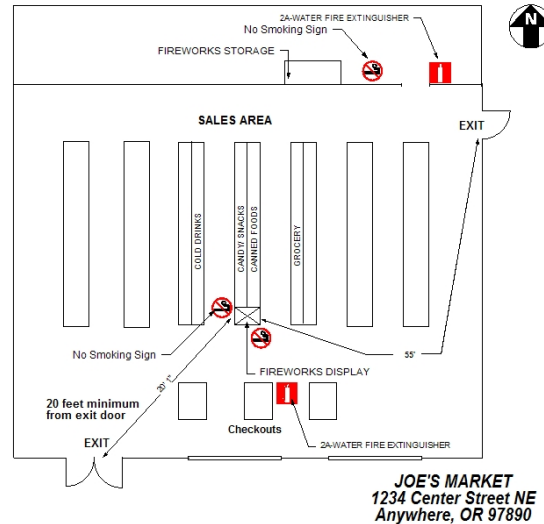 2A-WATER FIRE EXTINGUISHER
No Smoking Sign
N
FIREWORKS STORAGE
SALES AREA
EXIT
COLD DRINKS
CANDY/ SNACKS
CANNED FOODS
GROCERY
No Smoking Sign
55'
FIREWORKS DISPLAY
20' 1"
20 feet minimum
from exit door
Checkouts
EXIT
2A-WATER FIRE EXTINGUISHER
JOE'S MARKET
1234 Center Street NE
Anywhere, OR 97890